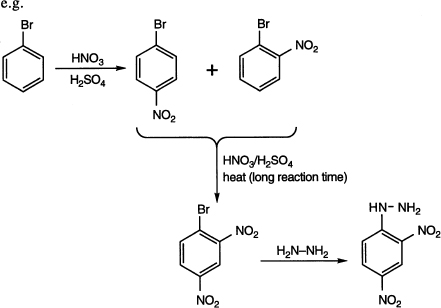 e.g.
Br
HNO₃
H₂SO₄
Br
NO₂
+
Br
NO₂
HNO₃/H₂SO₄
heat (long reaction time)
Br
NO₂
NO₂
H₂N–NH₂
HN–NH₂
NO₂
NO₂